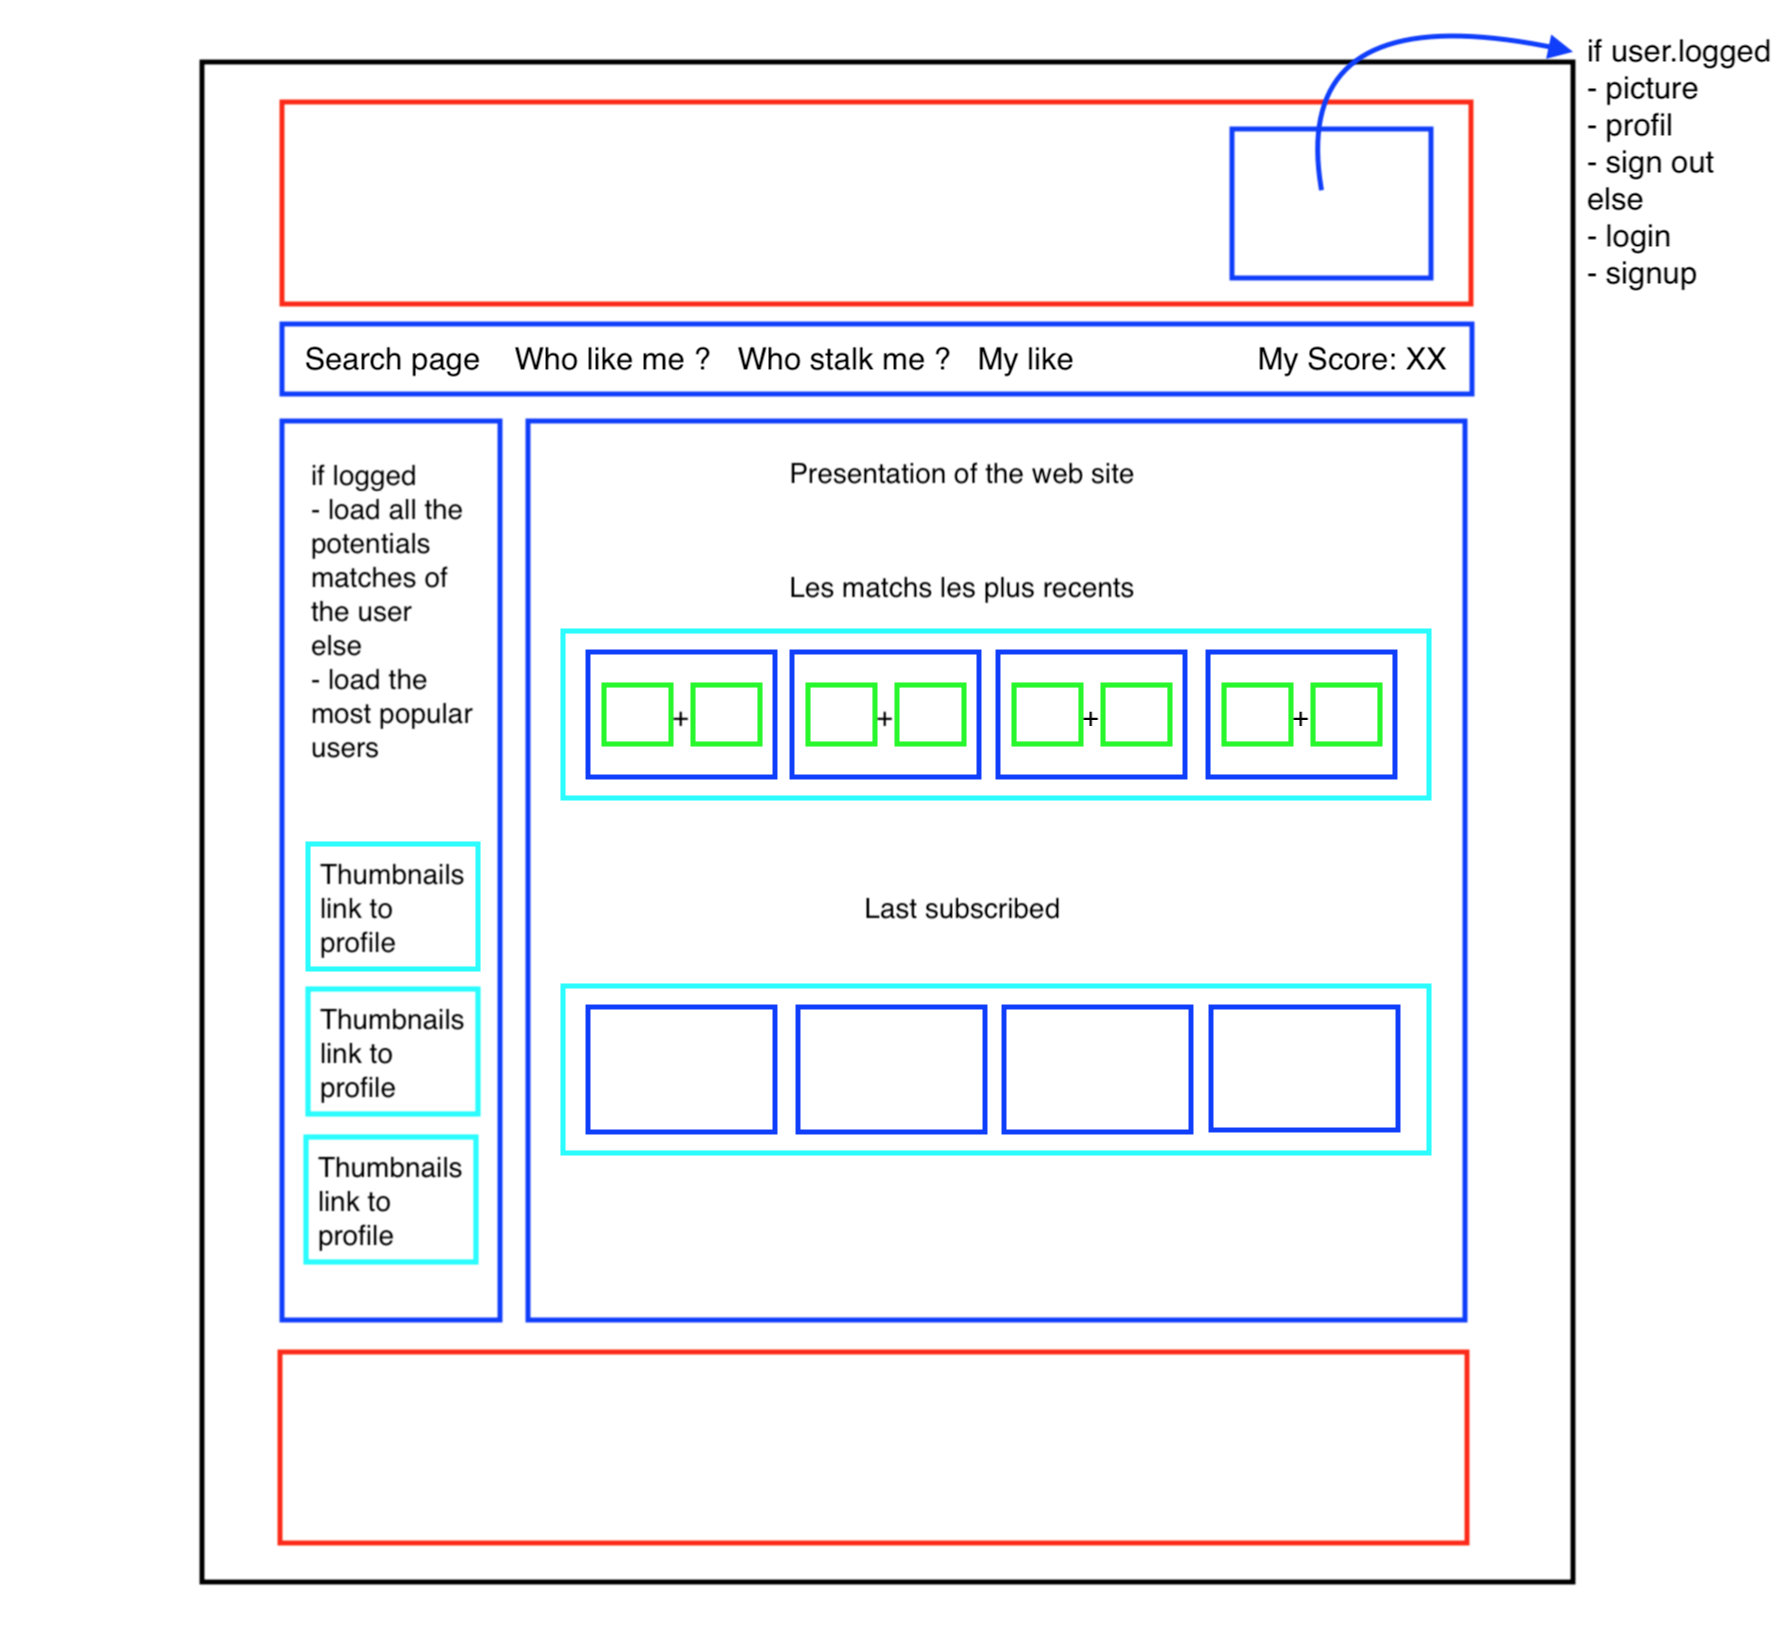 if user.logged
- picture
- profil
- sign out
else
- login
- signup
Search page Who like me ? Who stalk me ? My like My Score: XX
if logged
- load all the
potentials
matches of
the user
else
- load the
most popular
users
Thumbnails
link to
profile
Thumbnails
link to
profile
Thumbnails
link to
profile
Presentation of the web site
Les matchs les plus recents
+ + + +
Last subscribed